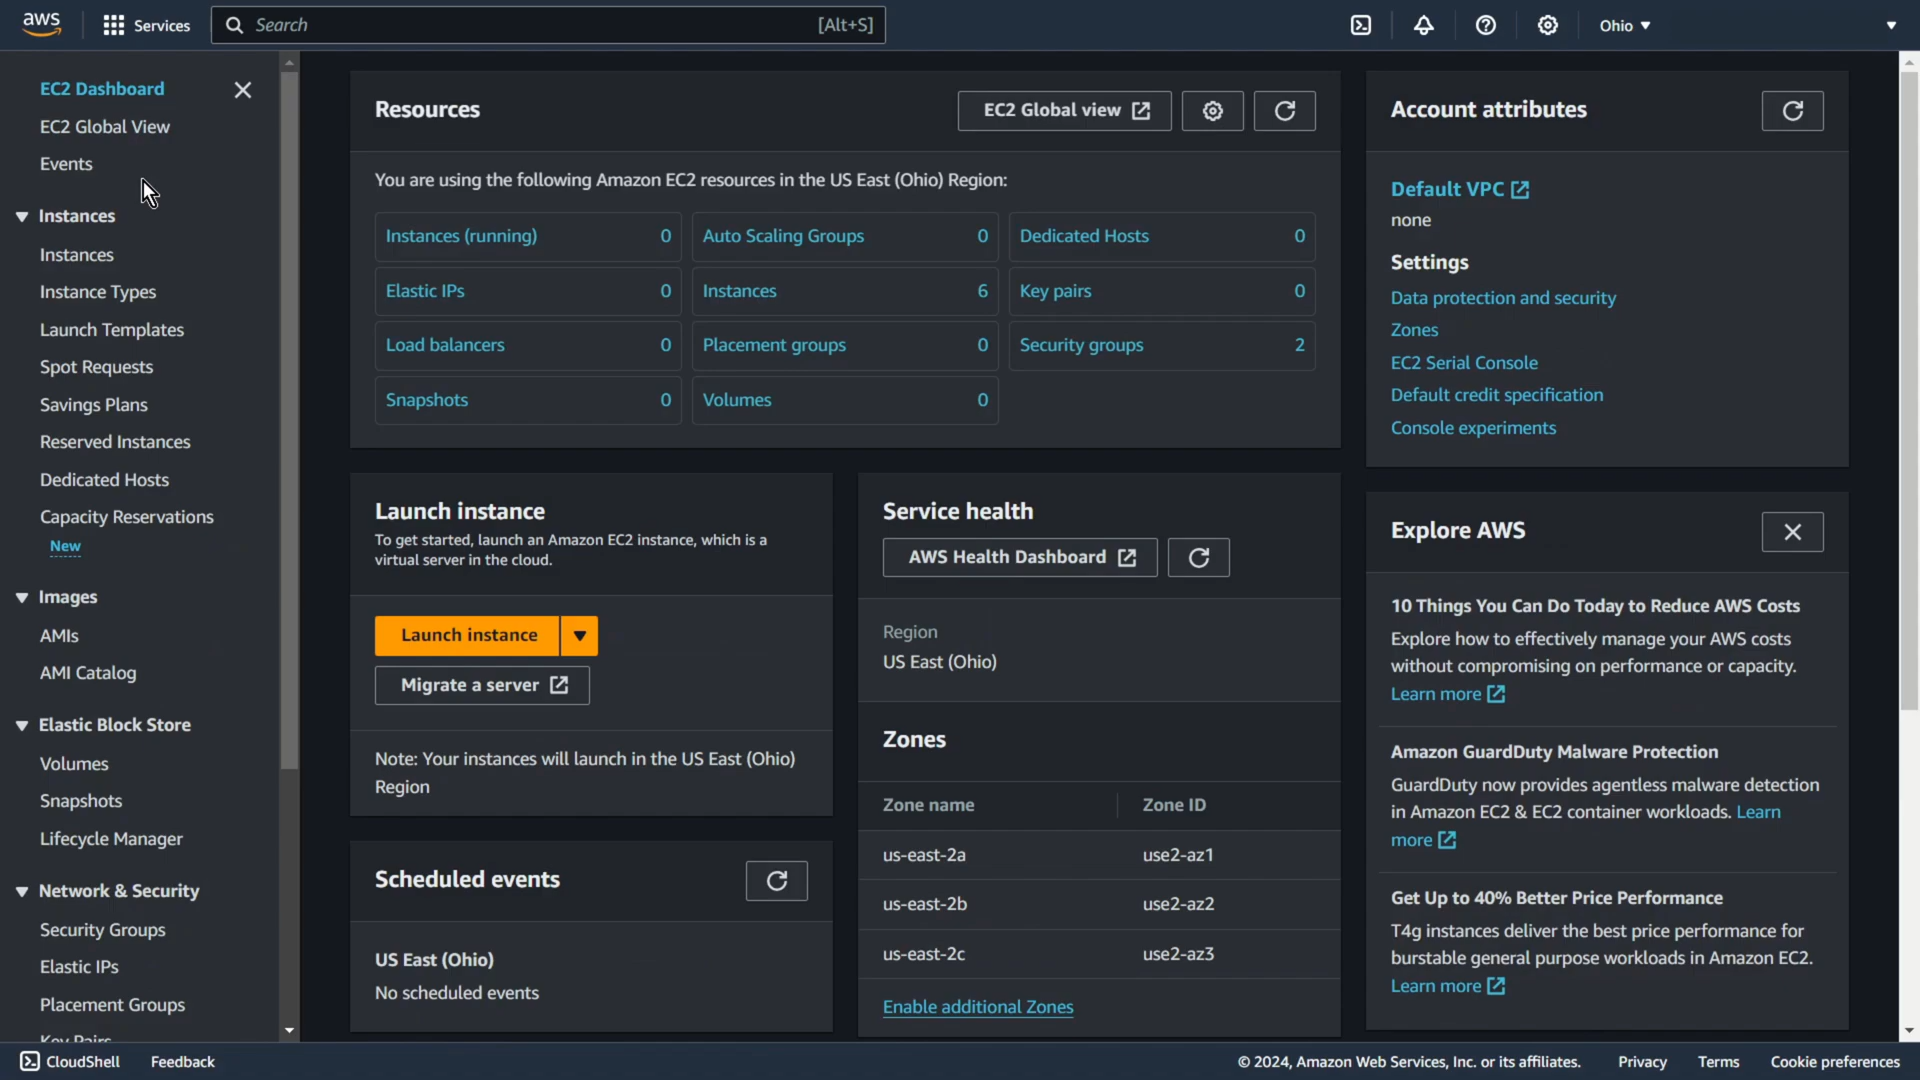 aws
Services
Search
[Alt+S]
Ohio
EC2 Dashboard
EC2 Global View
Events
Instances
Instances
Instance Types
Launch Templates
Spot Requests
Savings Plans
Reserved Instances
Dedicated Hosts
Capacity Reservations
New
Images
AMIs
AMI Catalog
Elastic Block Store
Volumes
Snapshots
Lifecycle Manager
Network & Security
Security Groups
Elastic IPs
Placement Groups
Key Pairs
Resources
EC2 Global view
You are using the following Amazon EC2 resources in the US East (Ohio) Region:
Instances (running) 0
Auto Scaling Groups 0
Dedicated Hosts 0
Elastic IPs 0
Instances 6
Key pairs 0
Load balancers 0
Placement groups 0
Security groups 2
Snapshots 0
Volumes 0
Launch instance
To get started, launch an Amazon EC2 instance, which is a
virtual server in the cloud.
Launch instance
Migrate a server
Note: Your instances will launch in the US East (Ohio)
Region
Scheduled events
US East (Ohio)
No scheduled events
Service health
AWS Health Dashboard
Region
US East (Ohio)
Zones
Zone name Zone ID
us-east-2a use2-az1
us-east-2b use2-az2
us-east-2c use2-az3
Enable additional Zones
Account attributes
Default VPC
none
Settings
Data protection and security
Zones
EC2 Serial Console
Default credit specification
Console experiments
Explore AWS
10 Things You Can Do Today to Reduce AWS Costs
Explore how to effectively manage your AWS costs
without compromising on performance or capacity.
Learn more
Amazon GuardDuty Malware Protection
GuardDuty now provides agentless malware detection
in Amazon EC2 & EC2 container workloads. Learn
more
Get Up to 40% Better Price Performance
T4g instances deliver the best price performance for
burstable general purpose workloads in Amazon EC2.
Learn more
CloudShell
Feedback
© 2024, Amazon Web Services, Inc. or its affiliates.
Privacy
Terms
Cookie preferences